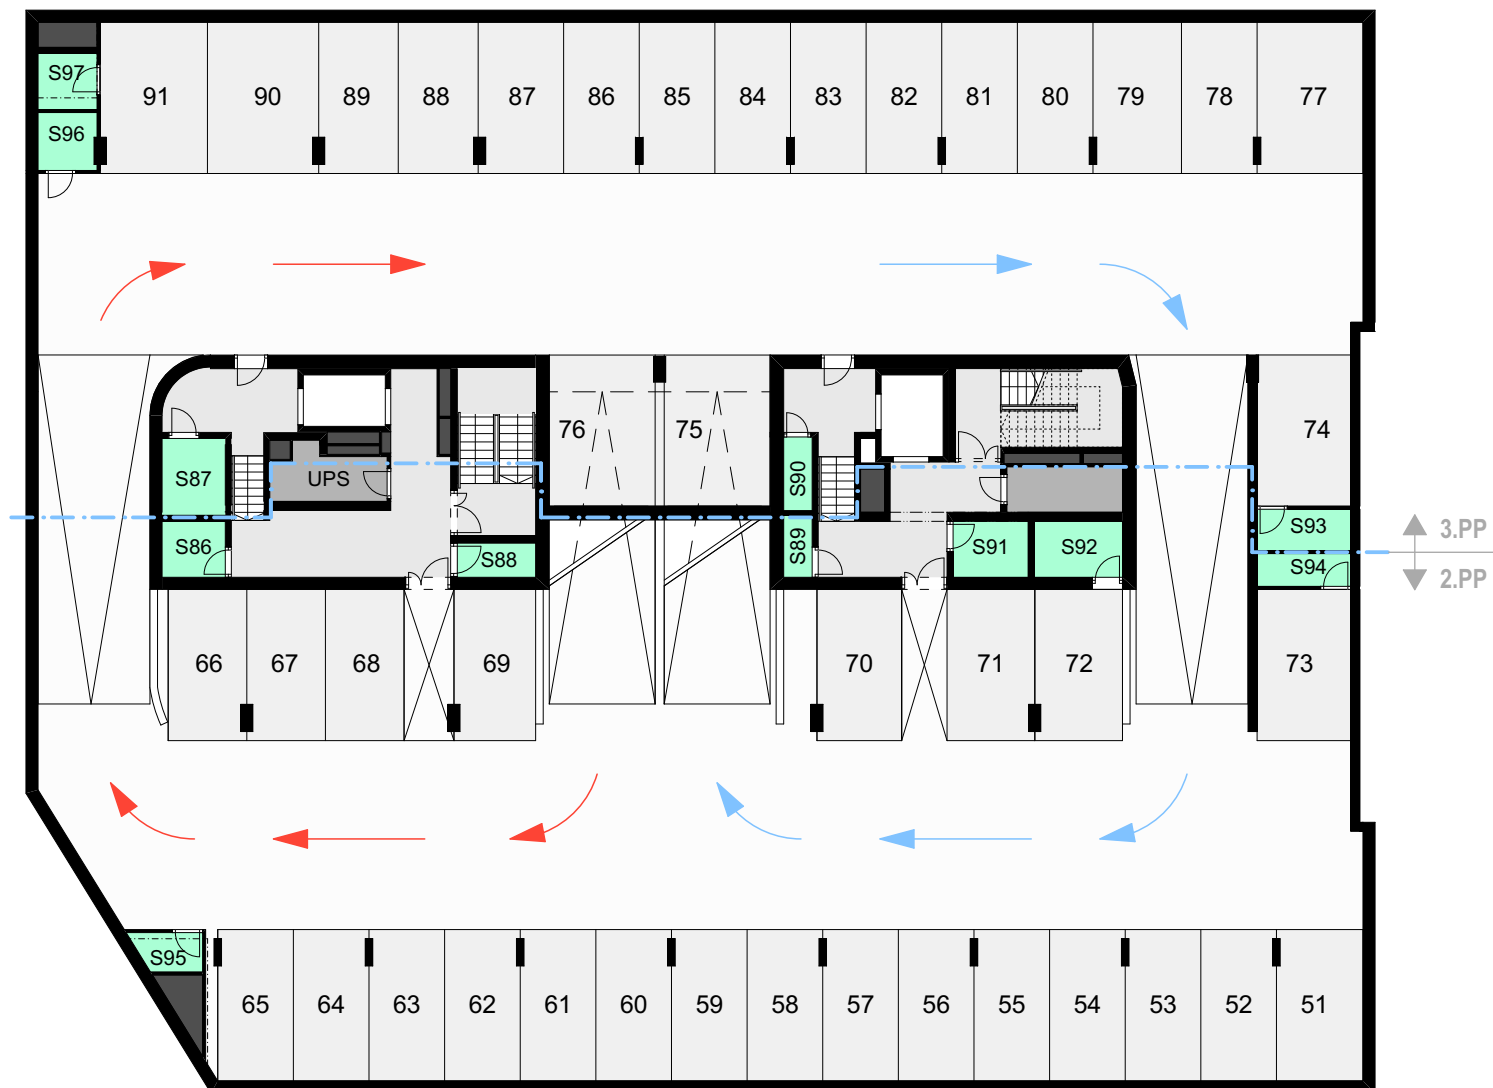 S97
91 90 89 88 87 86 85 84 83 82 81 80 79 78 77
S96
76 75 74
S87 UPS S90
S93 3.PP
S86 S88 S89 S91 S92
S94 2.PP
66 67 68 69 70 71 72 73
S95
65 64 63 62 61 60 59 58 57 56 55 54 53 52 51